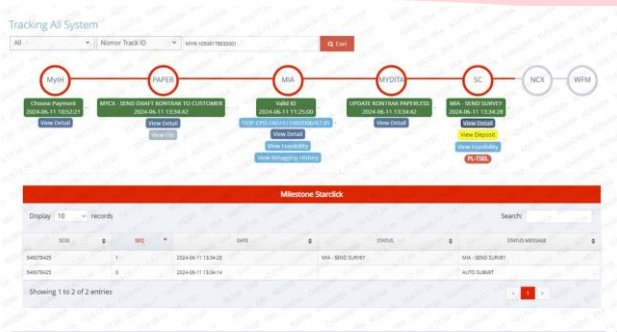 Tracking All System
All
Nomor Track ID
Cari
MyIH
PAPER
MIA
MYDITA
SC
NCX
WFM
Choose Payment
2024-06-11 10:52:21
View Detail
MYCX - SEND DRAFT KONTRAK TO CUSTOMER
2024-06-11 13:34:42
View Detail
View File
Valid ID
2024-06-11 11:25:00
View Detail
View Feasibility
View Retagging History
UPDATE KONTRAK PAPERLESS
2024-06-11 13:34:42
View Detail
MIA - SEND SURVEY
2024-06-11 13:34:28
View Detail
View Deposit
View Feasibility
PL-TSEL
Milestone Starclick
Display 10 records
Search:
SCID SEQ DATE STATUS STATUS MESSAGE
540078425 1 2024-06-11 13:34:28 MIA - SEND SURVEY MIA - SEND SURVEY
540078425 0 2024-06-11 13:34:14 AUTO SUBMIT
Showing 1 to 2 of 2 entries
1